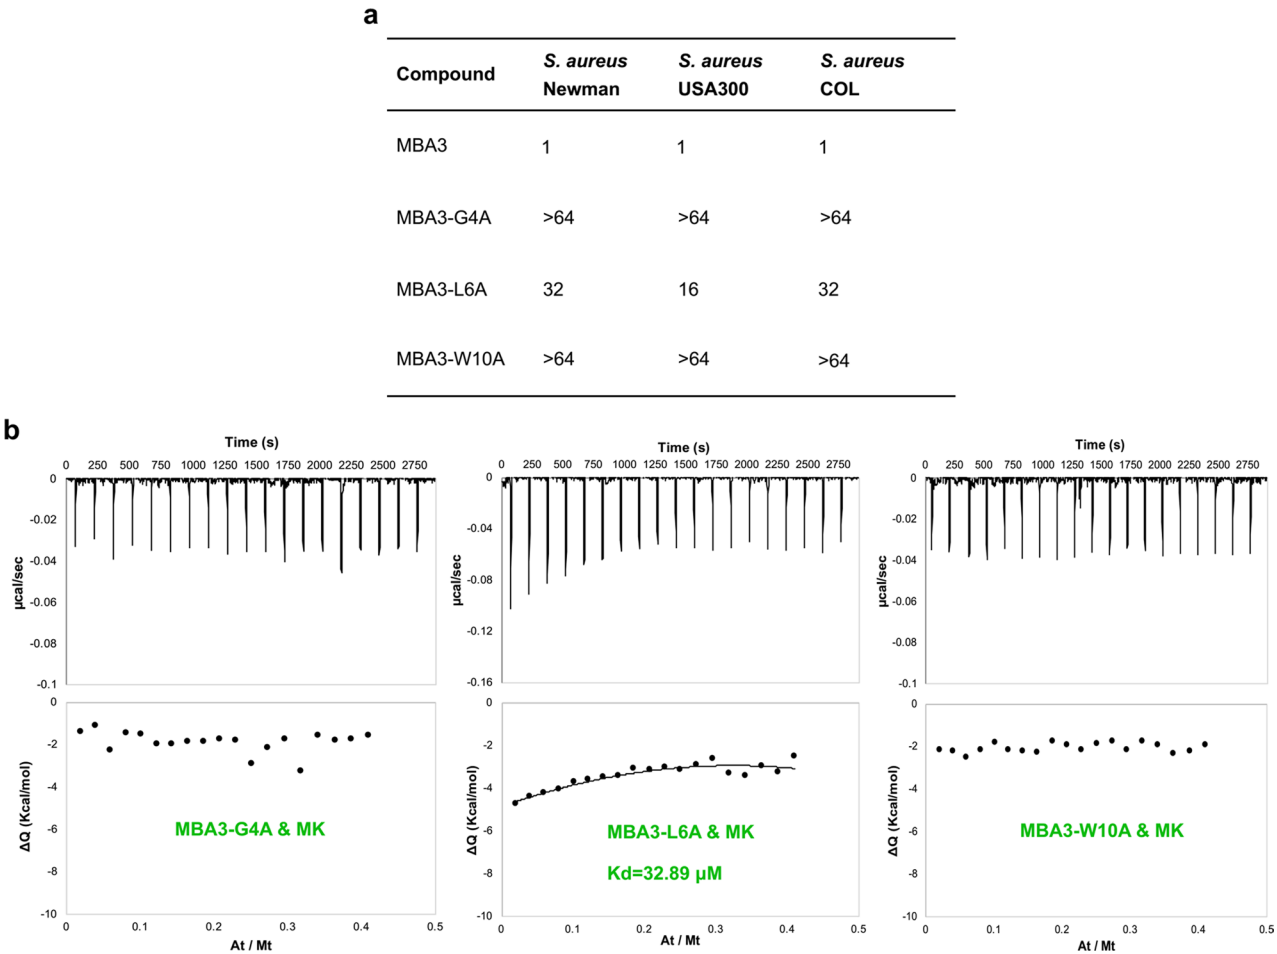 a
Compound S. aureus Newman S. aureus USA300 S. aureus COL
MBA3 1 1 1
MBA3-G4A >64 >64 >64
MBA3-L6A 32 16 32
MBA3-W10A >64 >64 >64
b
Time (s)
0 250 500 750 1000 1250 1500 1750 2000 2250 2500 2750
0
-0.02
-0.04
-0.06
-0.08
-0.1
µcal/sec
0
-2
-4
-6
-8
-10
ΔQ (Kcal/mol)
MBA3-G4A & MK
0 0.1 0.2 0.3 0.4 0.5
At / Mt
Time (s)
0 250 500 750 1000 1250 1500 1750 2000 2250 2500 2750
0
-0.04
-0.08
-0.12
-0.16
µcal/sec
0
-2
-4
-6
-8
-10
ΔQ (Kcal/mol)
MBA3-L6A & MK
Kd=32.89 µM
0 0.1 0.2 0.3 0.4 0.5
At / Mt
Time (s)
0 250 500 750 1000 1250 1500 1750 2000 2250 2500 2750
0
-0.02
-0.04
-0.06
-0.08
-0.1
µcal/sec
0
-2
-4
-6
-8
-10
ΔQ (Kcal/mol)
MBA3-W10A & MK
0 0.1 0.2 0.3 0.4 0.5
At / Mt